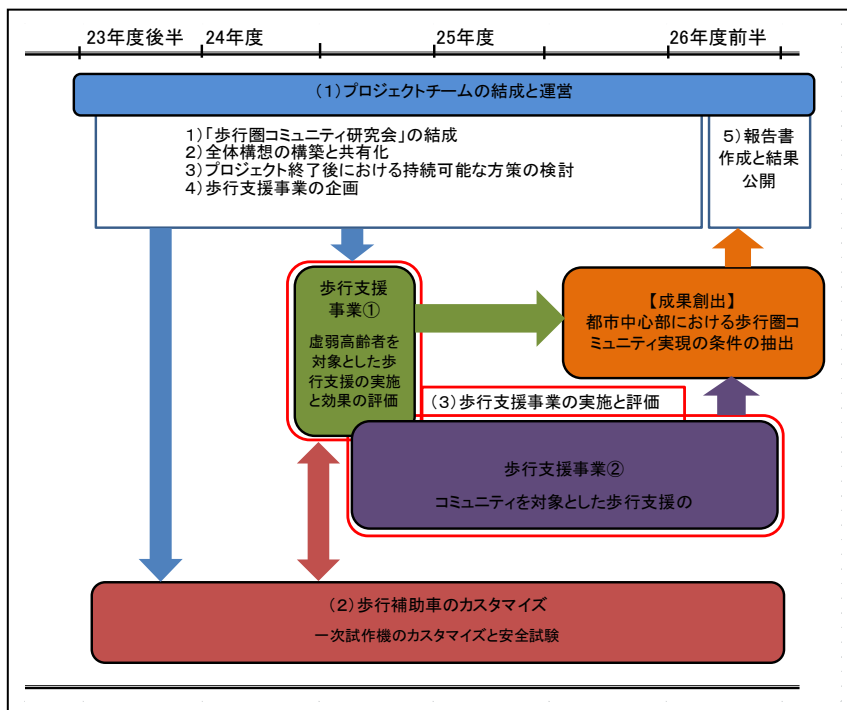 23年度後半
24年度
25年度
26年度前半
（1）プロジェクトチームの結成と運営
1）「歩行圏コミュニティ研究会」の結成
2）全体構想の構築と共有化
3）プロジェクト終了後における持続可能な方策の検討
4）歩行支援事業の企画
5）報告書
作成と結果
公開
歩行支援
事業①
虚弱高齢者を
対象とした歩
行支援の実施
と効果の評価
【成果創出】
都市中心部における歩行圏コ
ミュニティ実現の条件の抽出
（3）歩行支援事業の実施と評価
歩行支援事業②
コミュニティを対象とした歩行支援の
（2）歩行補助車のカスタマイズ
一次試作機のカスタマイズと安全試験